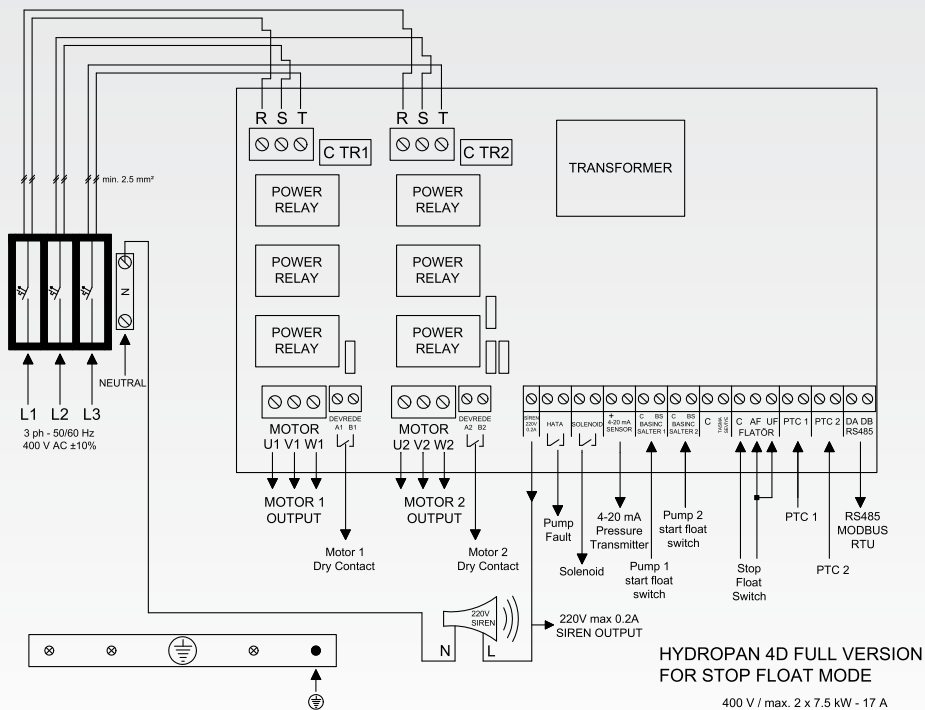 R S T
R S T
C TR1
C TR2
TRANSFORMER
min. 2.5 mm²
POWER
RELAY
POWER
RELAY
POWER
RELAY
POWER
RELAY
POWER
RELAY
POWER
RELAY
N
NEUTRAL
L1 L2 L3
3 ph - 50/60 Hz
400 V AC ±10%
MOTOR
U1 V1 W1
DEVREDE
A1 B1
MOTOR
U2 V2 W2
DEVREDE
A2 B2
SIREN
220V
0.2A
HATA
SOLENOID
+
4-20 mA
SENSOR
C BS
BASINC
SALTER 1
C BS
BASINC
SALTER 2
C
C AF UF
FLATÖR
PTC 1
PTC 2
DA DB
RS485
MOTOR 1
OUTPUT
Motor 1
Dry Contact
MOTOR 2
OUTPUT
Motor 2
Dry Contact
Pump
Fault
Solenoid
4-20 mA
Pressure
Transmitter
Pump 1
start float
switch
Pump 2
start float
switch
Stop
Float
Switch
PTC 1
PTC 2
RS485
MODBUS
RTU
220V
SIREN
N L
220V max 0.2A
SIREN OUTPUT
HYDROPAN 4D FULL VERSION
FOR STOP FLOAT MODE
400 V / max. 2 x 7.5 kW - 17 A